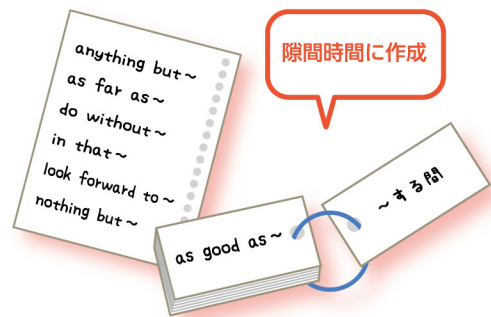 anything but~
as far as~
do without~
in that~
look forward to~
nothing but~
隙間時間に作成
as good as~
~する間